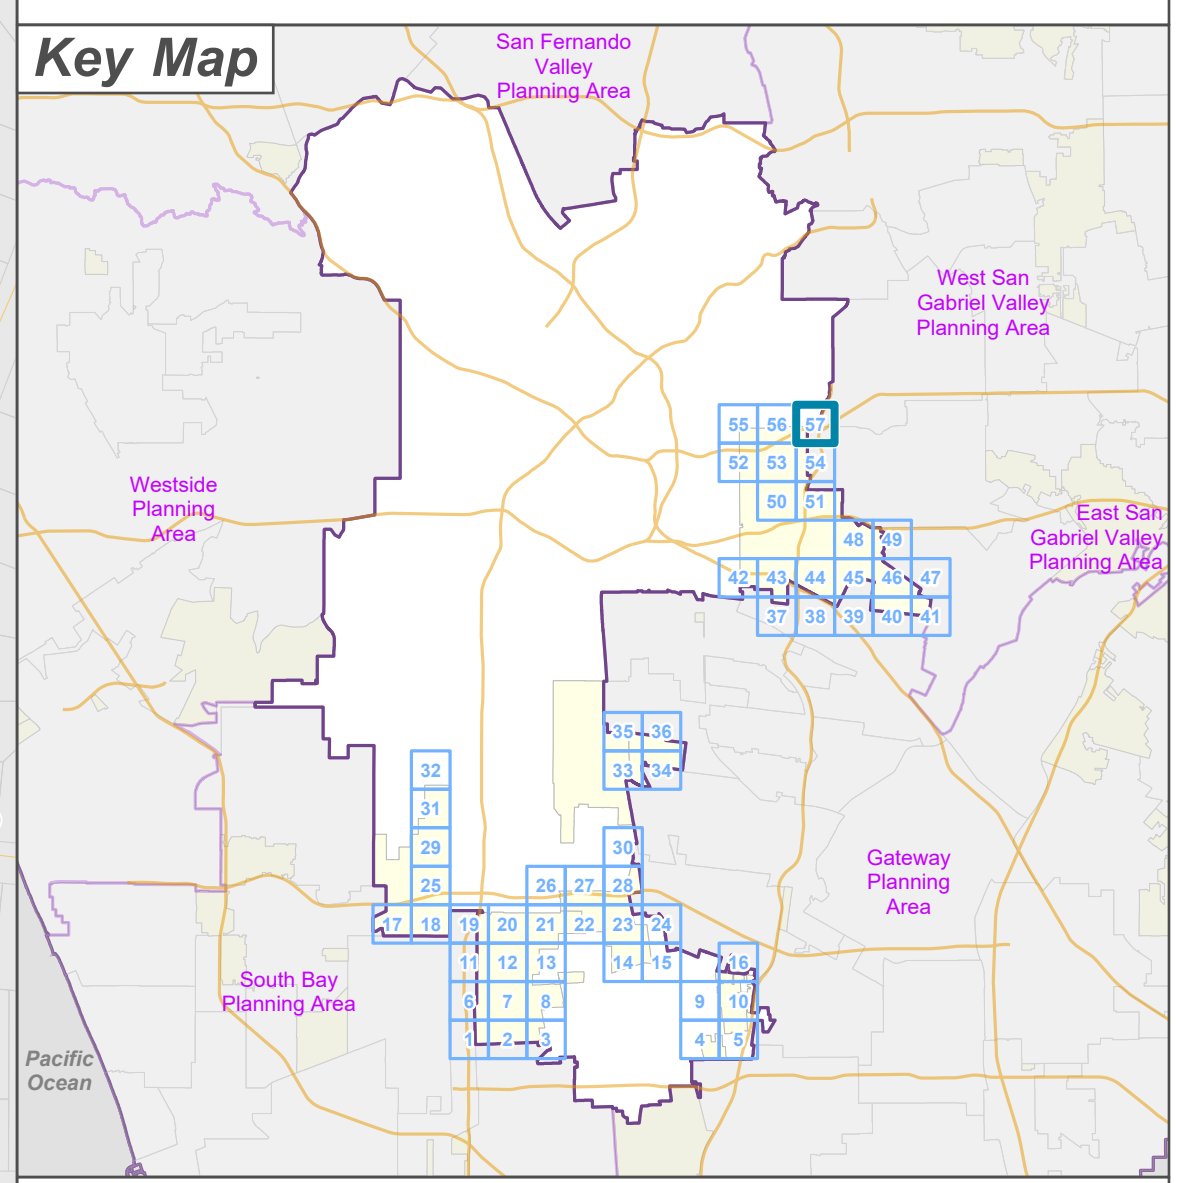 Key Map
San Fernando
Valley
Planning Area
West San
Gabriel Valley
Planning Area
Westside
Planning
Area
East San
Gabriel Valley
Planning Area
55 56 57
52 53 54
50 51
48 49
42 43 44 45 46 47
37 38 39 40 41
35 36
33 34
32
31
30
29
25 26 27 28
17 18 19 20 21 22 23 24
11 12 13 14 15 16
6 7 8 9 10
1 2 3 4 5
Gateway
Planning
Area
South Bay
Planning Area
Pacific
Ocean